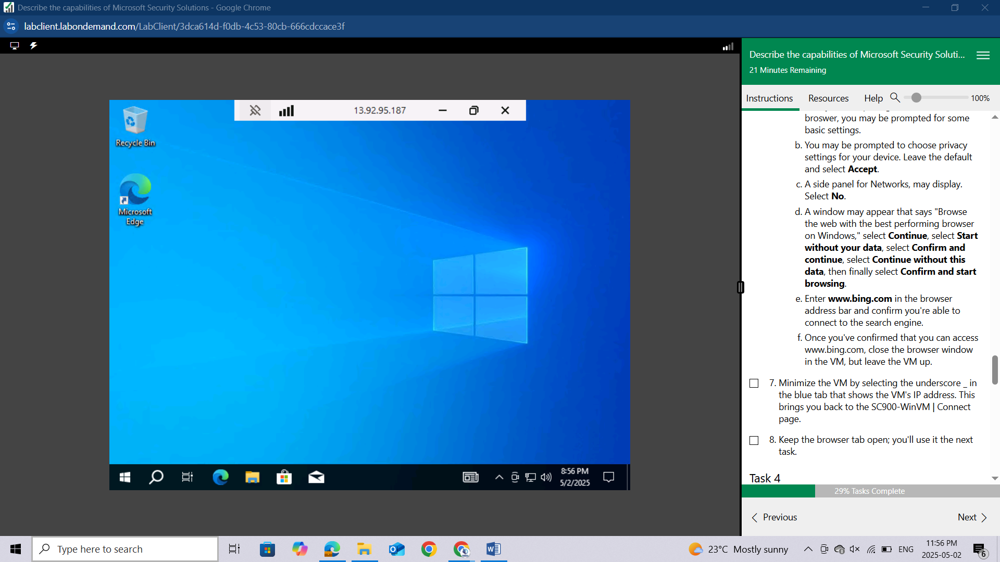 Describe the capabilities of Microsoft Security Solutions - Google Chrome
labclient.labondemand.com/LabClient/3dca614d-f0db-4c53-80cb-666cdccace3f
Describe the capabilities of Microsoft Security Soluti...
21 Minutes Remaining
Instructions
Resources
Help
100%
13.92.95.187
Recycle Bin
Microsoft
Edge
broswer, you may be prompted for some
basic settings.
b. You may be prompted to choose privacy
settings for your device. Leave the default
and select Accept.
c. A side panel for Networks, may display.
Select No.
d. A window may appear that says "Browse
the web with the best performing browser
on Windows," select Continue, select Start
without your data, select Confirm and
continue, select Continue without this
data, then finally select Confirm and start
browsing.
e. Enter www.bing.com in the browser
address bar and confirm you're able to
connect to the search engine.
f. Once you've confirmed that you can access
www.bing.com, close the browser window
in the VM, but leave the VM up.
7. Minimize the VM by selecting the underscore _ in
the blue tab that shows the VM's IP address. This
brings you back to the SC900-WinVM | Connect
page.
8. Keep the browser tab open; you'll use it the next
task.
Task 4
29% Tasks Complete
Previous
Next
8:56 PM
5/2/2025
Type here to search
23°C Mostly sunny
ENG
11:56 PM
2025-05-02
6